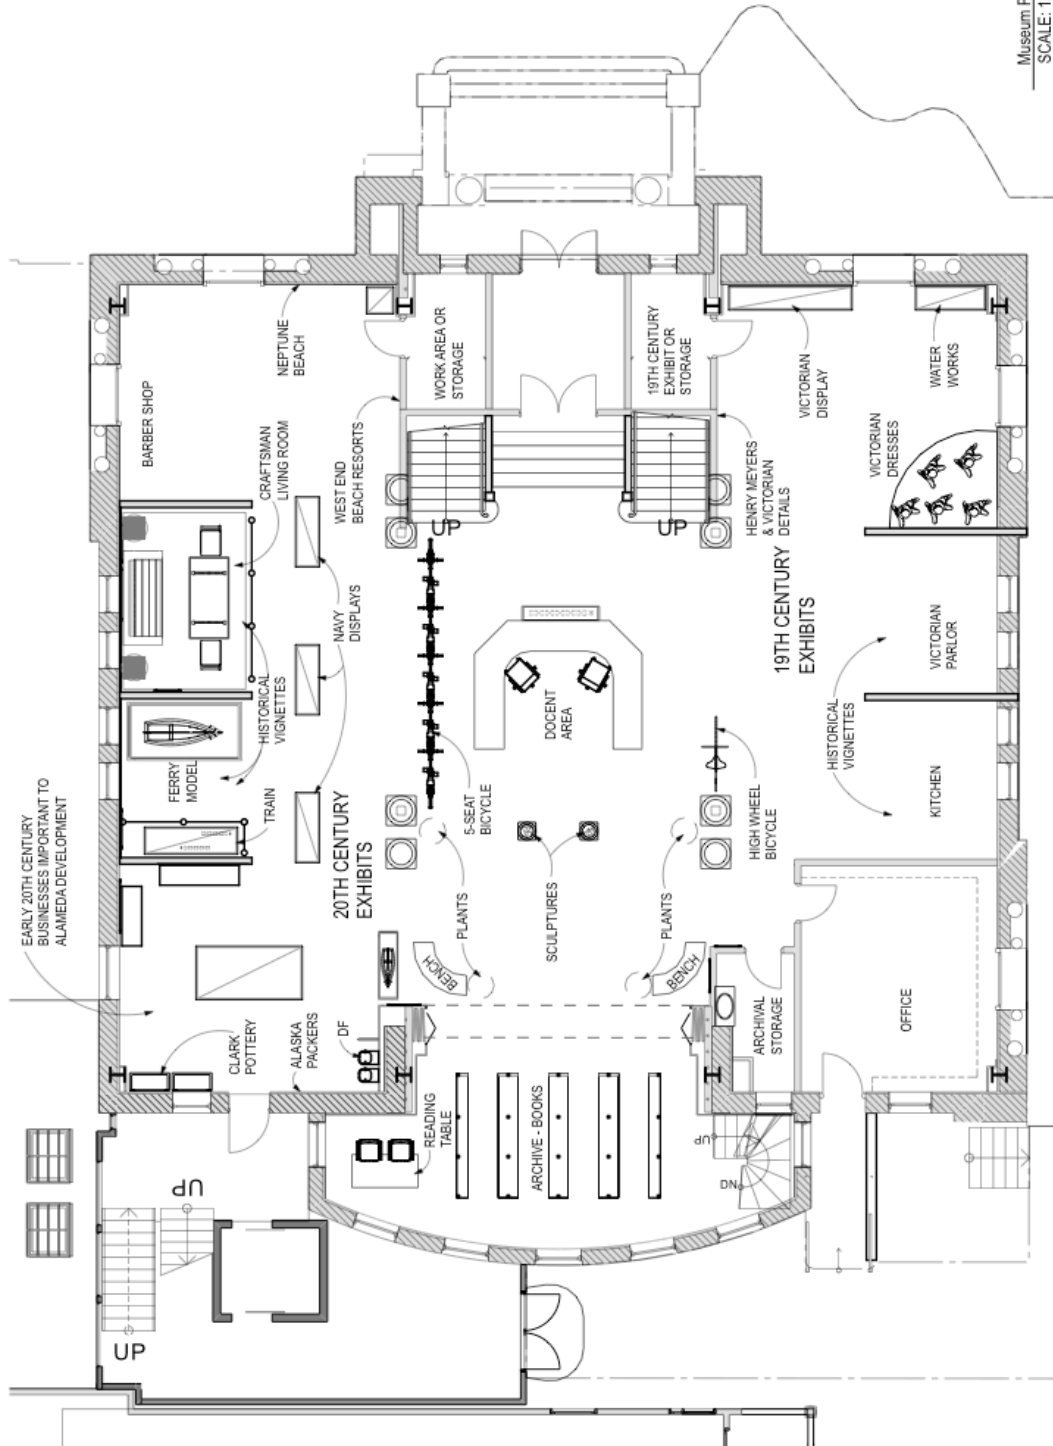 Museum
SCALE: 1
NEPTUNE
BEACH
BARBER SHOP
WORK AREA OR
STORAGE
19TH CENTURY
EXHIBIT OR
STORAGE
VICTORIAN
DISPLAY
WATER
WORKS
CRAFTSMAN
LIVING ROOM
WEST END
BEACH RESORTS
HENRY MEYERS
& VICTORIAN
DETAILS
VICTORIAN
DRESSES
UP
UP
NAVY
DISPLAYS
19TH CENTURY
EXHIBITS
VICTORIAN
PARLOR
HISTORICAL
VIGNETTES
DOCENT
AREA
HISTORICAL
VIGNETTES
FERRY
MODEL
TRAIN
5-SEAT
BICYCLE
HIGH WHEEL
BICYCLE
KITCHEN
EARLY 20TH CENTURY
BUSINESSES IMPORTANT TO
ALAMEDA DEVELOPMENT
20TH CENTURY
EXHIBITS
PLANTS
SCULPTURES
PLANTS
BENCH
BENCH
CLARK
POTTERY
ALASKA
PACKERS
DF
ARCHIVAL
STORAGE
OFFICE
READING
TABLE
ARCHIVE - BOOKS
UP
DN
UP
UP